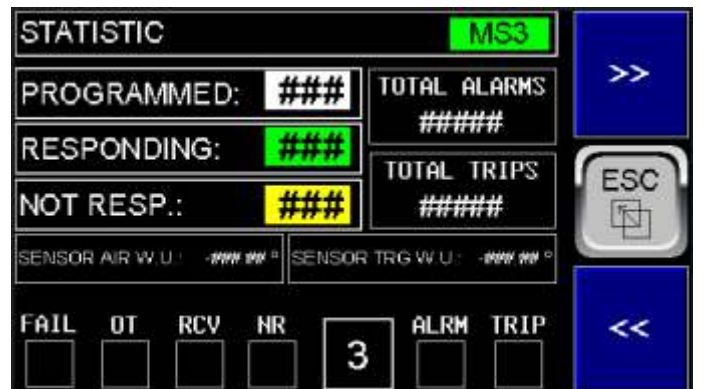 STATISTIC MS3
>>
PROGRAMMED: ###
TOTAL ALARMS
#####
RESPONDING: ###
TOTAL TRIPS
#####
ESC
NOT RESP.: ###
SENSOR AIR W.U.: -###.## °
SENSOR TRG W.U.: -###.## °
FAIL OT RCV NR 3 ALRM TRIP
<<